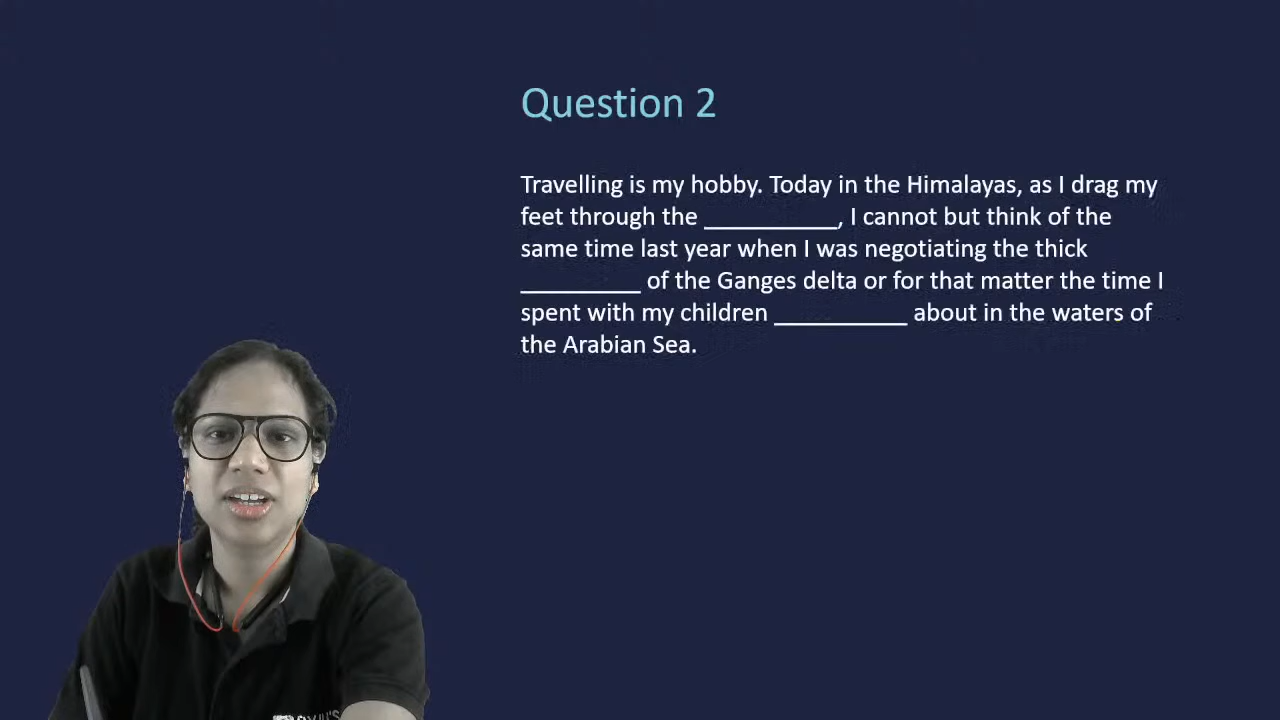 Question 2
Travelling is my hobby. Today in the Himalayas, as I drag my
feet through the __________, I cannot but think of the
same time last year when I was negotiating the thick
_________ of the Ganges delta or for that matter the time I
spent with my children __________ about in the waters of
the Arabian Sea.